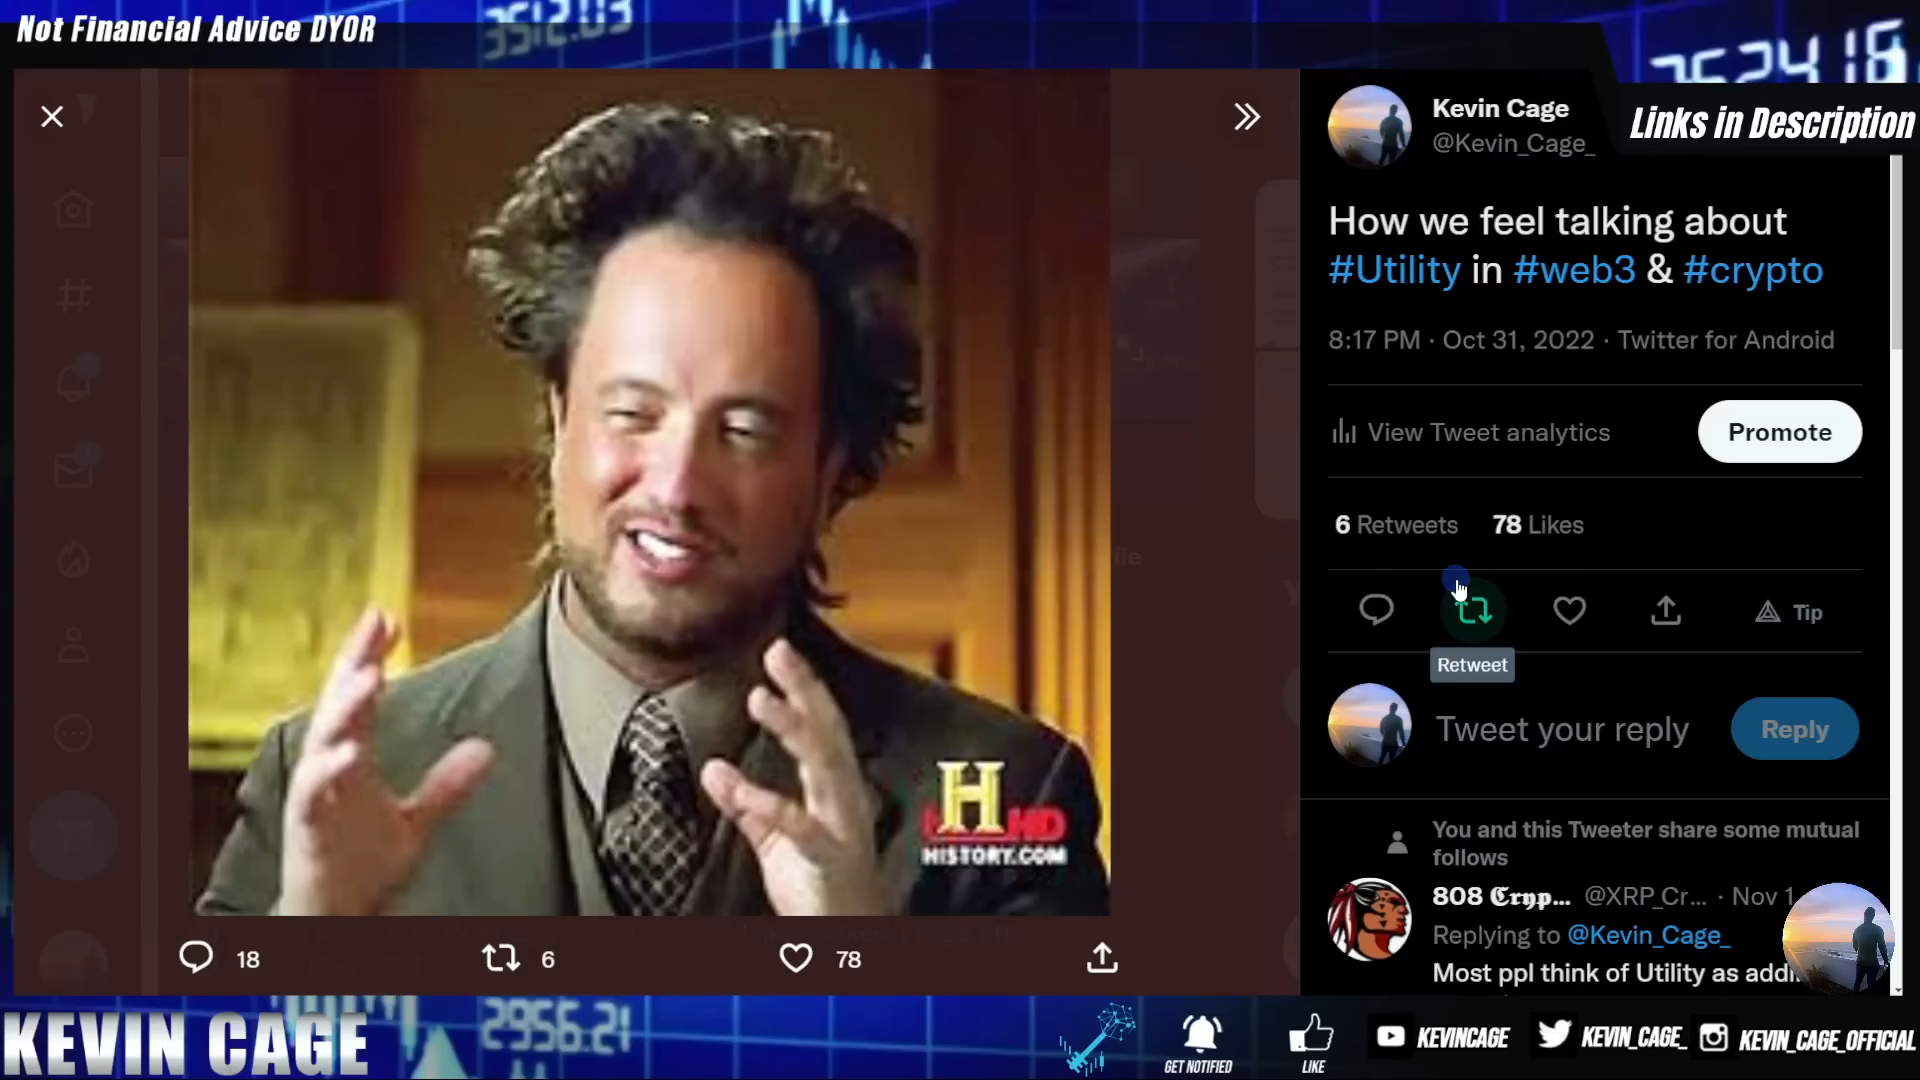 Not Financial Advice DYOR
3512.03
Links in Description
Kevin Cage
@Kevin_Cage_
How we feel talking about
#Utility in #web3 & #crypto
8:17 PM · Oct 31, 2022 · Twitter for Android
View Tweet analytics
Promote
6 Retweets 78 Likes
Tip
Retweet
Tweet your reply
Reply
You and this Tweeter share some mutual
follows
808 Cryp... @XRP_Cr... · Nov 1
Replying to @Kevin_Cage_
Most ppl think of Utility as
H
HD
HISTORY.COM
18
6
78
2956.21
KEVIN CAGE
GET NOTIFIED
LIKE
KEVINCAGE
KEVIN_CAGE_
KEVIN_CAGE_OFFICIAL